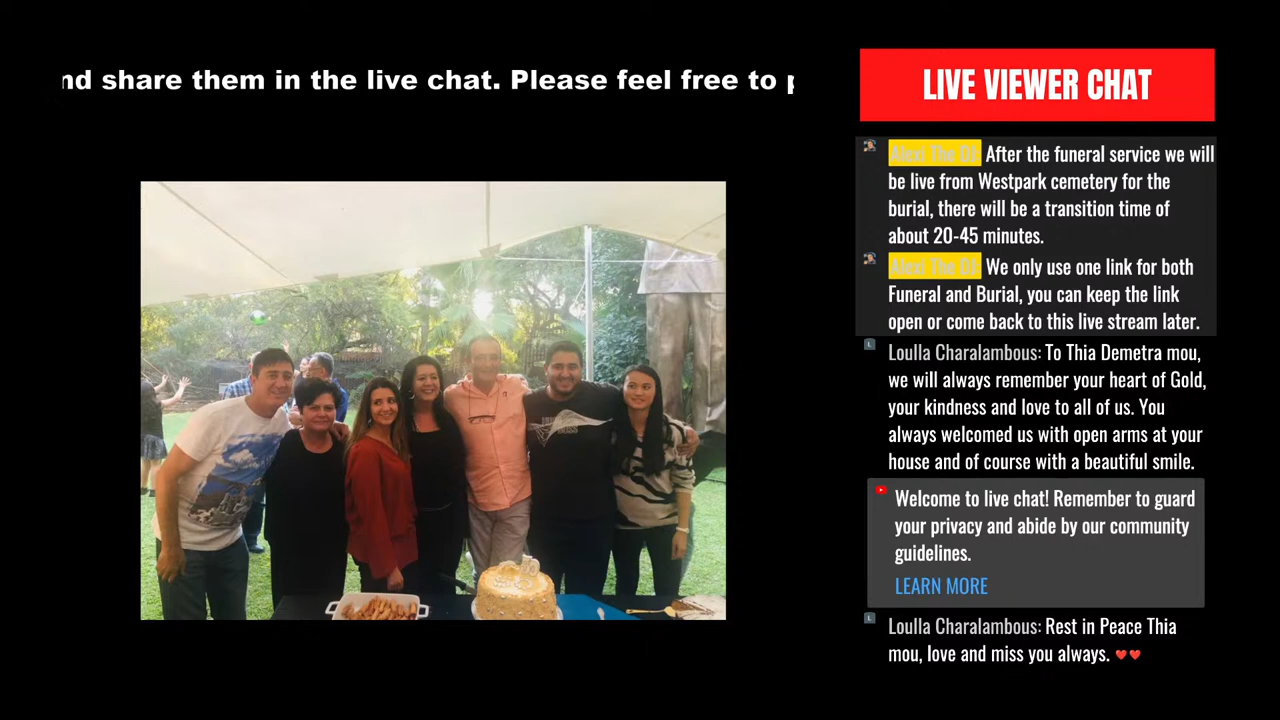 nd share them in the live chat. Please feel free to p
LIVE VIEWER CHAT
Alexi The DJ: After the funeral service we will
be live from Westpark cemetery for the
burial, there will be a transition time of
about 20-45 minutes.
Alexi The DJ: We only use one link for both
Funeral and Burial, you can keep the link
open or come back to this live stream later.
Loulla Charalambous: To Thia Demetra mou,
we will always remember your heart of Gold,
your kindness and love to all of us. You
always welcomed us with open arms at your
house and of course with a beautiful smile.
Welcome to live chat! Remember to guard
your privacy and abide by our community
guidelines.
LEARN MORE
Loulla Charalambous: Rest in Peace Thia
mou, love and miss you always. ❤️❤️